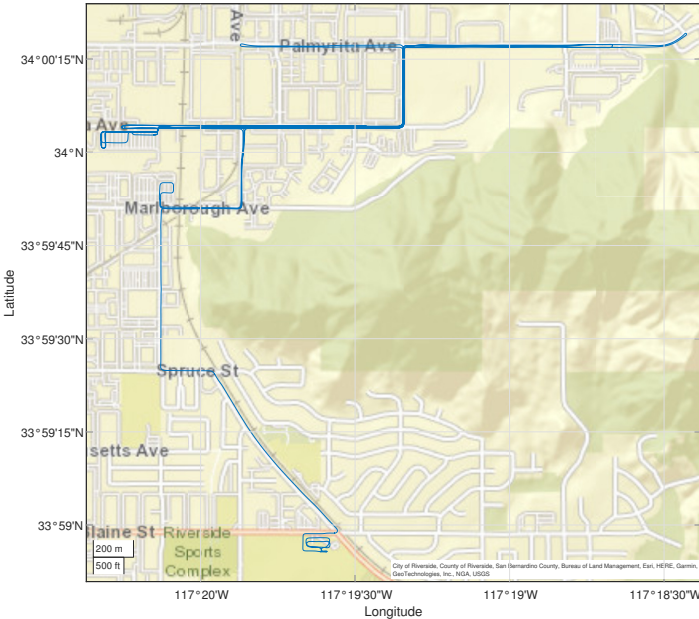 Ave
Palmyrita Ave
34°00'15"N
a Ave
34°N
Marlborough Ave
33°59'45"N
Latitude
33°59'30"N
Spruce St
33°59'15"N
setts Ave
33°59'N
laine St
Riverside
Sports
Complex
200 m
500 ft
City of Riverside, County of Riverside, San Bernardino County, Bureau of Land Management, Esri, HERE, Garmin,
GeoTechnologies, Inc., NGA, USGS
117°20'W
117°19'30"W
117°19'W
117°18'30"W
Longitude